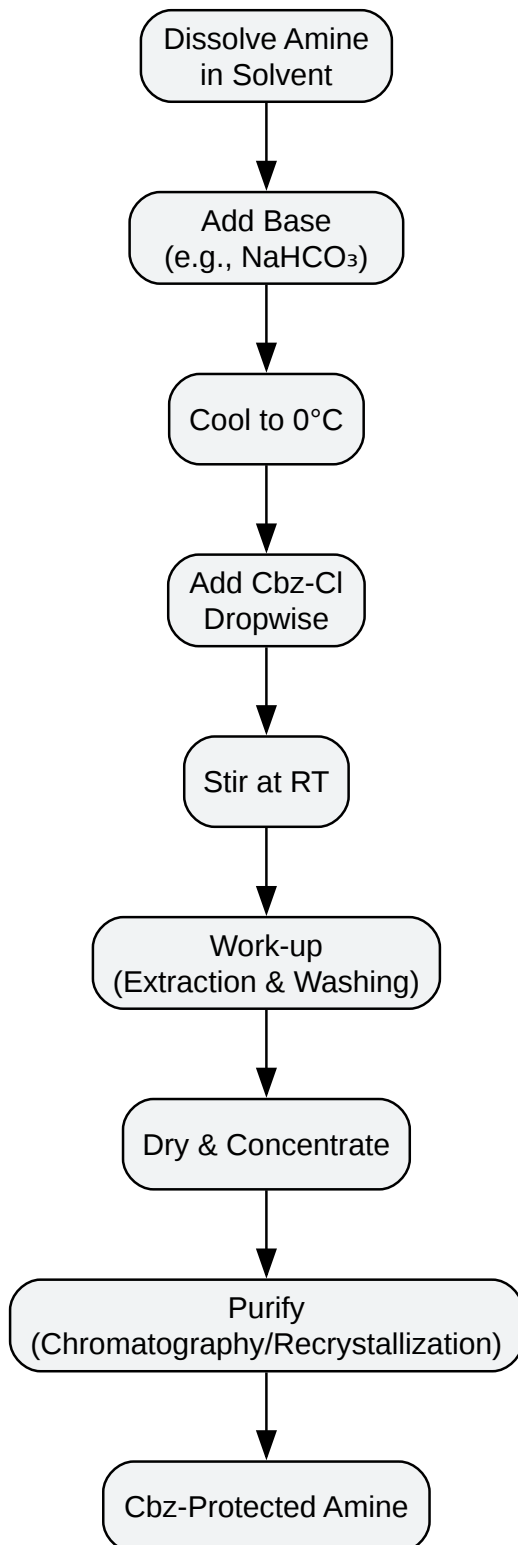 Dissolve Amine
in Solvent
Add Base
(e.g., NaHCO₃)
Cool to 0°C
Add Cbz-Cl
Dropwise
Stir at RT
Work-up
(Extraction & Washing)
Dry & Concentrate
Purify
(Chromatography/Recrystallization)
Cbz-Protected Amine